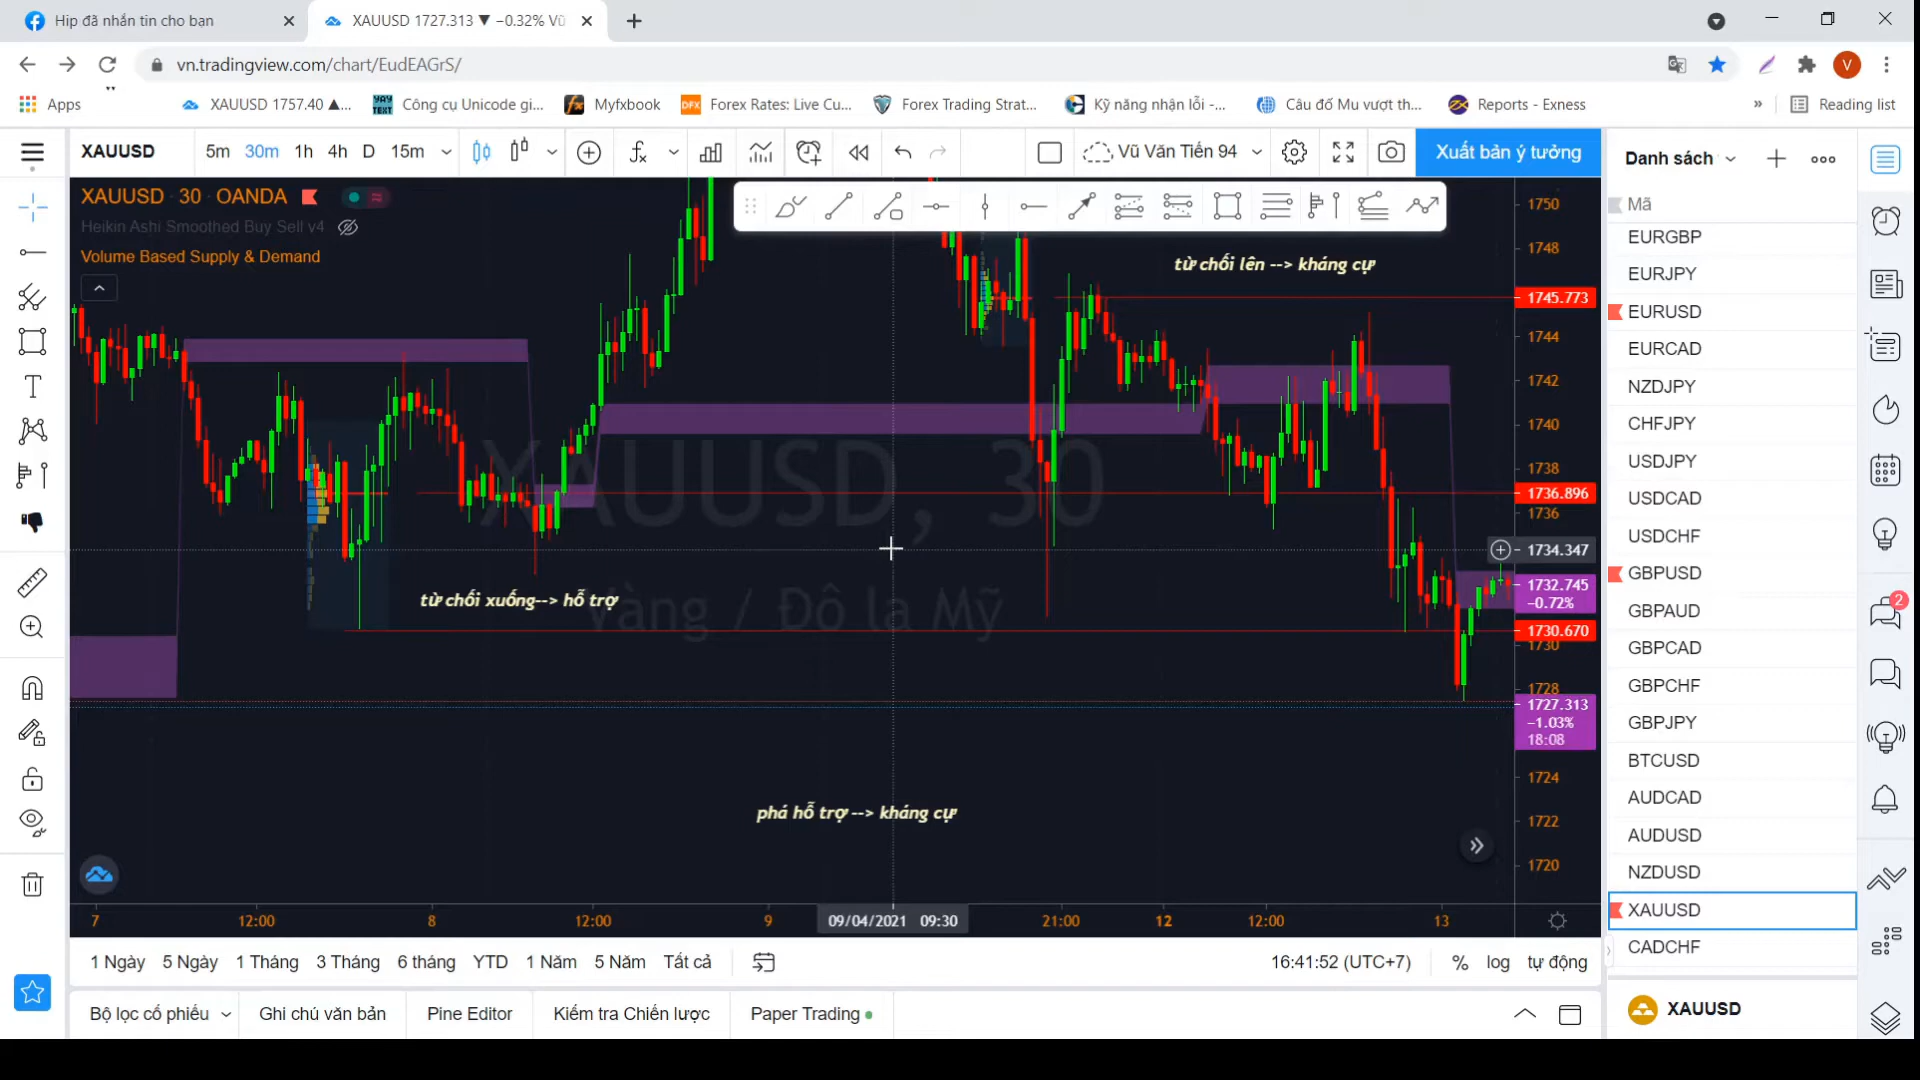 Hip đã nhắn tin cho bạn
XAUUSD 1727.313 ▼ −0.32% Vũ
vn.tradingview.com/chart/EudEAGrS/
V
Apps
XAUUSD 1757.40 ▲...
YAY TEXT
Công cụ Unicode gi...
fx
Myfxbook
DFX
Forex Rates: Live Cu...
Forex Trading Strat...
Kỹ năng nhận lỗi -...
Câu đố Mu vượt th...
Reports - Exness
»
Reading list
XAUUSD
5m 30m 1h 4h D 15m
Vũ Văn Tiến 94
Xuất bản ý tưởng
Danh sách
XAUUSD · 30 · OANDA
Heikin Ashi Smoothed Buy Sell v4
Volume Based Supply & Demand
từ chối lên --> kháng cự
từ chối xuống--> hỗ trợ
phá hỗ trợ --> kháng cự
XAUUSD, 30
Vàng / Đô la Mỹ
1750
1748
1745.773
1744
1742
1740
1738
1736.896
1736
1734.347
1732.745
−0.72%
1730.670
1730
1728
1727.313
−1.03%
18:08
1724
1722
1720
7 12:00 8 12:00 9 09/04/2021 09:30 21:00 12 12:00 13
1 Ngày 5 Ngày 1 Tháng 3 Tháng 6 tháng YTD 1 Năm 5 Năm Tất cả
16:41:52 (UTC+7) % log tự động
Bộ lọc cổ phiếu Ghi chú văn bản Pine Editor Kiểm tra Chiến lược Paper Trading
Mã
EURGBP
EURJPY
EURUSD
EURCAD
NZDJPY
CHFJPY
USDJPY
USDCAD
USDCHF
GBPUSD
GBPAUD
GBPCAD
GBPCHF
GBPJPY
BTCUSD
AUDCAD
AUDUSD
NZDUSD
XAUUSD
CADCHF
XAUUSD
2